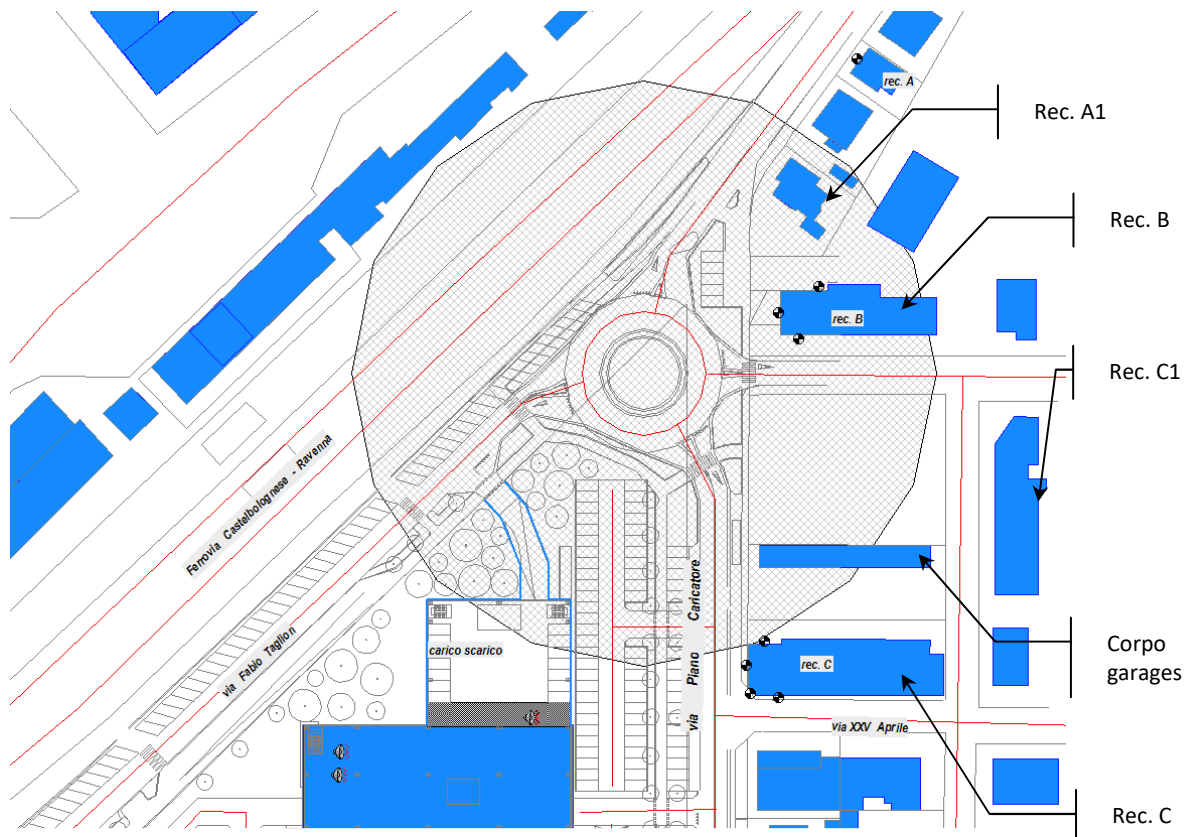 rec. A
Rec. A1
Rec. B
rec. B
Rec. C1
Ferrovia Castelbolognese - Ravenna
via Piano Caricatore
via Fabio Taglion
carico scarico
rec. C
Corpo
garages
via XXV Aprile
Rec. C